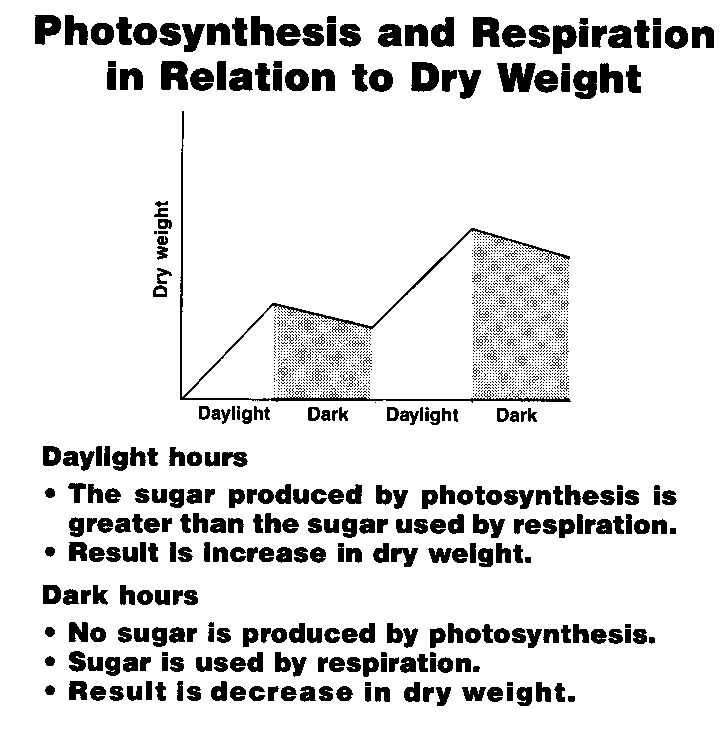 Photosynthesis and Respiration
in Relation to Dry Weight
Dry weight
Daylight Dark Daylight Dark
Daylight hours
• The sugar produced by photosynthesis is
greater than the sugar used by respiration.
• Result is increase in dry weight.
Dark hours
• No sugar is produced by photosynthesis.
• Sugar is used by respiration.
• Result is decrease in dry weight.